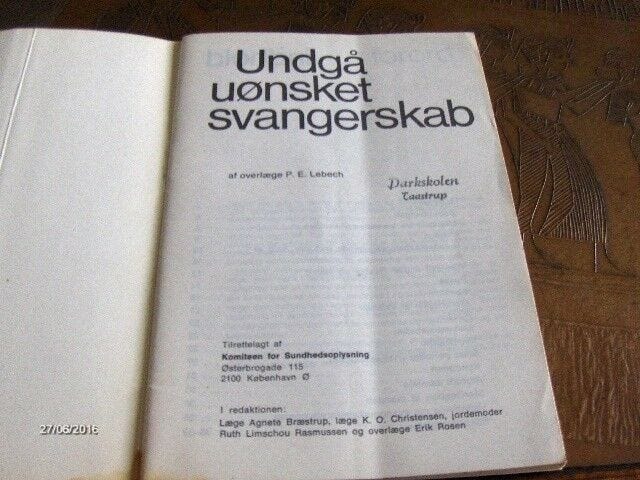 Undgå
uønsket
svangerskab
af overlæge P. E. Lebech
Parkskolen
Taastrup
Tilrettelagt af
Komiteen for Sundhedsoplysning
Østerbrogade 115
2100 København Ø
I redaktionen:
Læge Agnete Bræstrup, læge K. O. Christensen, jordemoder
Ruth Limschou Rasmussen og overlæge Erik Rosen
27/06/2016